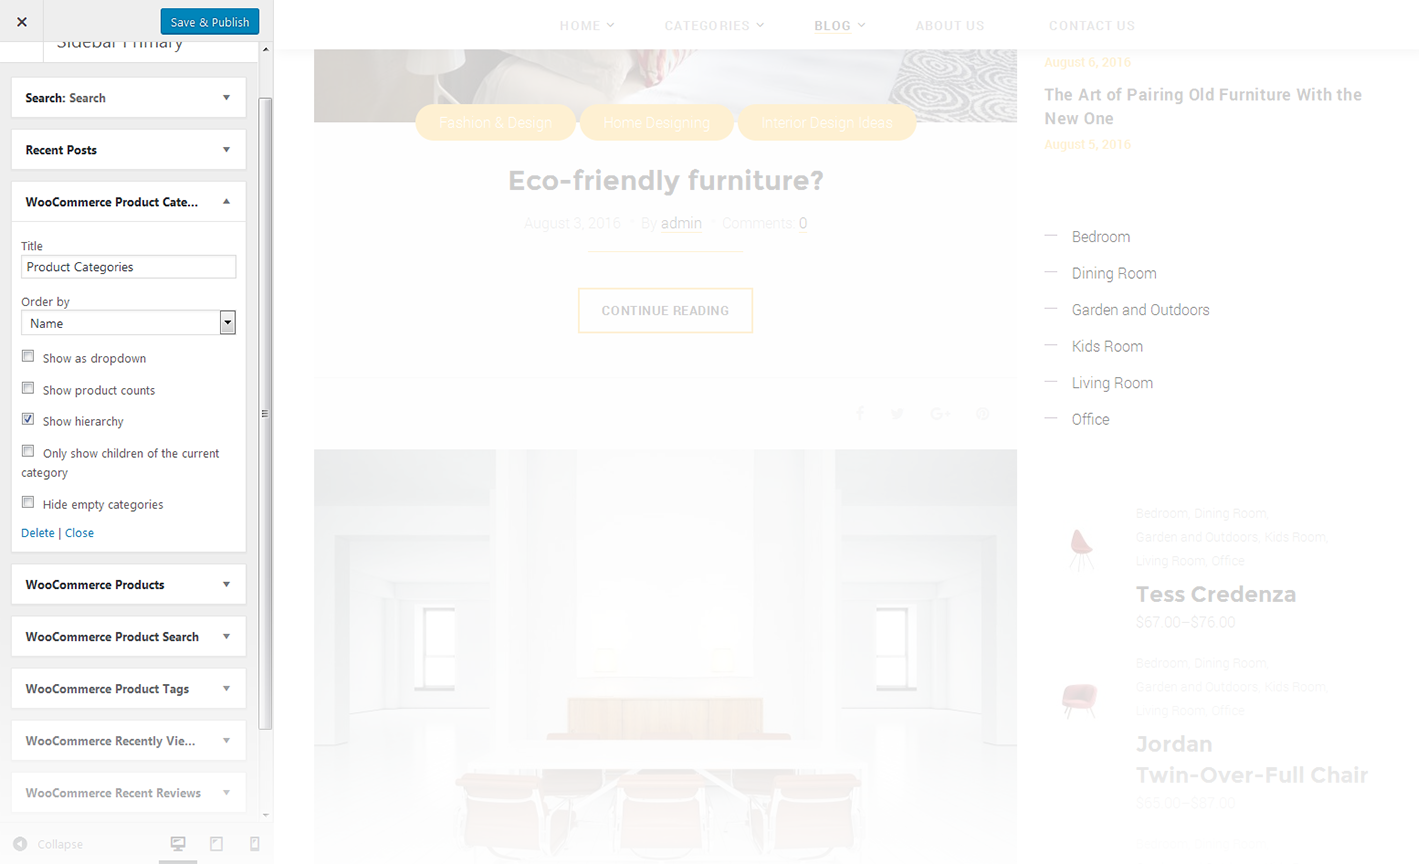 Save & Publish
Sidebar Primary
Search: Search
Recent Posts
WooCommerce Product Cate...
Title
Product Categories
Order by
Name
Show as dropdown
Show product counts
Show hierarchy
Only show children of the current
category
Hide empty categories
Delete | Close
WooCommerce Products
WooCommerce Product Search
WooCommerce Product Tags
WooCommerce Recently Vie...
WooCommerce Recent Reviews
Collapse
HOME
CATEGORIES
BLOG
ABOUT US
CONTACT US
Fashion & Design
Home Designing
Interior Design Ideas
Eco-friendly furniture?
August 3, 2016
By admin
Comments: 0
CONTINUE READING
August 6, 2016
The Art of Pairing Old Furniture With the
New One
August 5, 2016
Bedroom
Dining Room
Garden and Outdoors
Kids Room
Living Room
Office
Bedroom, Dining Room,
Garden and Outdoors, Kids Room,
Living Room, Office
Tess Credenza
$67.00–$76.00
Bedroom, Dining Room,
Garden and Outdoors, Kids Room,
Living Room, Office
Jordan
Twin-Over-Full Chair
$65.00–$87.00